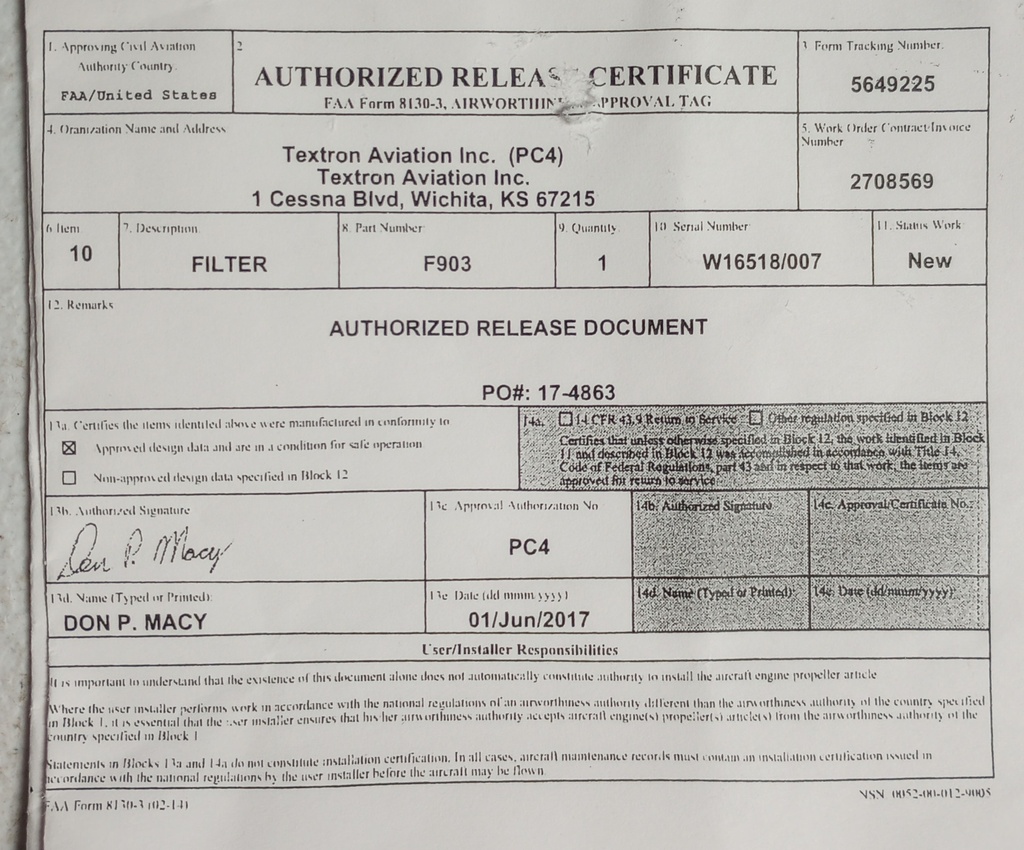 1. Approving Civil Aviation
Authority Country.
FAA/United States
2
AUTHORIZED RELEAS CERTIFICATE
FAA Form 8130-3, AIRWORTHIN APPROVAL TAG
3 Form Tracking Number.
5649225
4. Oranization Name and Address
Textron Aviation Inc. (PC4)
Textron Aviation Inc.
1 Cessna Blvd, Wichita, KS 67215
5. Work Order Contract-Invoice
Number
2708569
6 Item
10
7. Description
FILTER
8. Part Number
F903
9. Quantity
1
10 Serial Number
W16518/007
11. Status Work
New
12. Remarks
AUTHORIZED RELEASE DOCUMENT
PO#: 17-4863
13a. Certifies the items identified above were manufactured in conformity to
Approved design data and are in a condition for safe operation
Non-approved design data specified in Block 12
14a. 14 CFR 43.9 Return to Service Other regulation specified in Block 12
Certifies that unless otherwise specified in Block 12, the work identified in Block
11 and described in Block 12 was accomplished in accordance with Title 14,
Code of Federal Regulations, part 43 and in respect to that work, the items are
approved for return to service
13b. Authorized Signature
Don P. Macy
13c Approval Authorization No
PC4
14b. Authorized Signature
14c. Approval/Certificate No.:
13d. Name (Typed or Printed):
DON P. MACY
13e Date (dd mmm yyyy)
01/Jun/2017
14d. Name (Typed or Printed):
14e. Date (dd/mmm/yyyy):
User/Installer Responsibilities
It is important to understand that the existence of this document alone does not automatically constitute authority to install the aircraft engine propeller article
Where the user installer performs work in accordance with the national regulations of an airworthiness authority different than the airworthiness authority of the country specified
in Block 1, it is essential that the user installer ensures that his her airworthiness authority accepts aircraft engine(s) propeller(s) article(s) from the airworthiness authority of the
country specified in Block 1
Statements in Blocks 13a and 14a do not constitute installation certification. In all cases, aircraft maintenance records must contain an installation certification issued in
accordance with the national regulations by the user installer before the aircraft may be flown.
FAA Form 8130-3 (02-14)
NSN 0052-00-012-9005